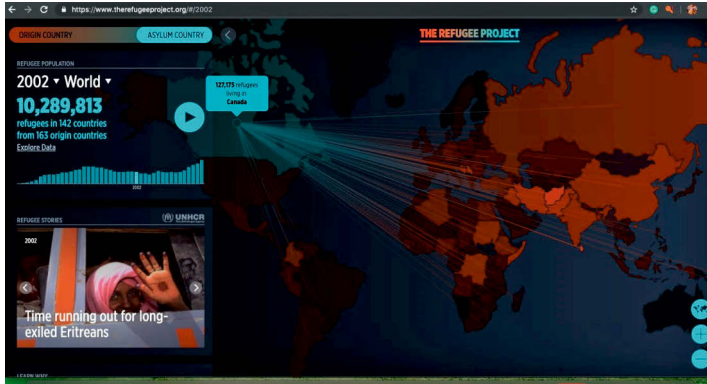 https://www.therefugeeproject.org/#/2002
ORIGIN COUNTRY
ASYLUM COUNTRY
THE REFUGEE PROJECT
REFUGEE POPULATION
2002 World
10,289,813
refugees in 142 countries
from 163 origin countries
Explore Data
2002
127,175 refugees
living in
Canada
REFUGEE STORIES
UNHCR
2002
Time running out for long-
exiled Eritreans
LEARN WHY